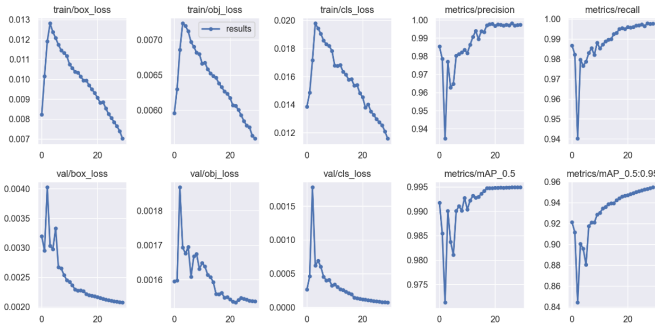 train/box_loss train/obj_loss train/cls_loss metrics/precision metrics/recall
0.013 0.012 0.011 0.010 0.009 0.008 0.007
0 20
0.0070 0.0065 0.0060
results
0 20
0.020 0.018 0.016 0.014 0.012
0 20
1.00 0.99 0.98 0.97 0.96 0.95 0.94
0 20
1.00 0.99 0.98 0.97 0.96 0.95 0.94
0 20
val/box_loss val/obj_loss val/cls_loss metrics/mAP_0.5 metrics/mAP_0.5:0.95
0.0040 0.0035 0.0030 0.0025 0.0020
0 20
0.0018 0.0017 0.0016
0 20
0.0015 0.0010 0.0005 0.0000
0 20
0.995 0.990 0.985 0.980 0.975
0 20
0.96 0.94 0.92 0.90 0.88 0.86 0.84
0 20